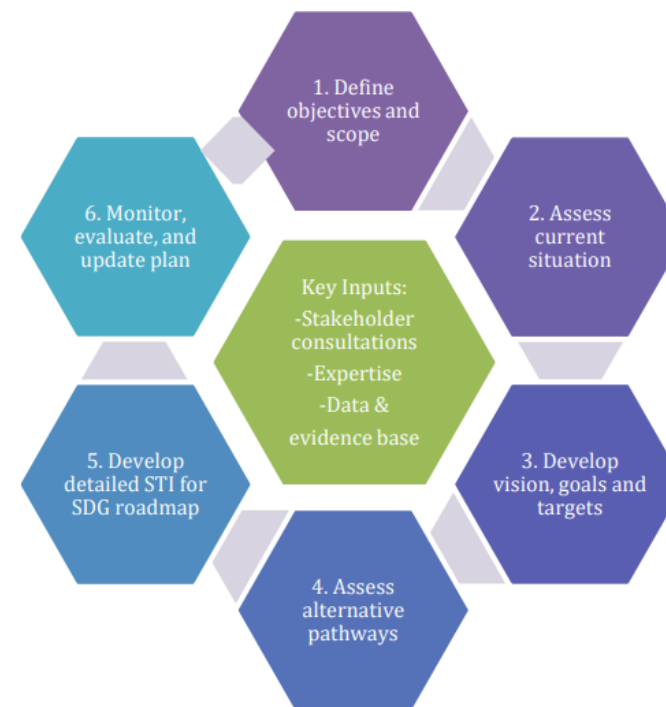 1. Define
objectives and
scope
2. Assess
current
situation
3. Develop
vision, goals and
targets
4. Assess
alternative
pathways
5. Develop
detailed STI for
SDG roadmap
6. Monitor,
evaluate, and
update plan
Key Inputs:
-Stakeholder
consultations
-Expertise
-Data &
evidence base